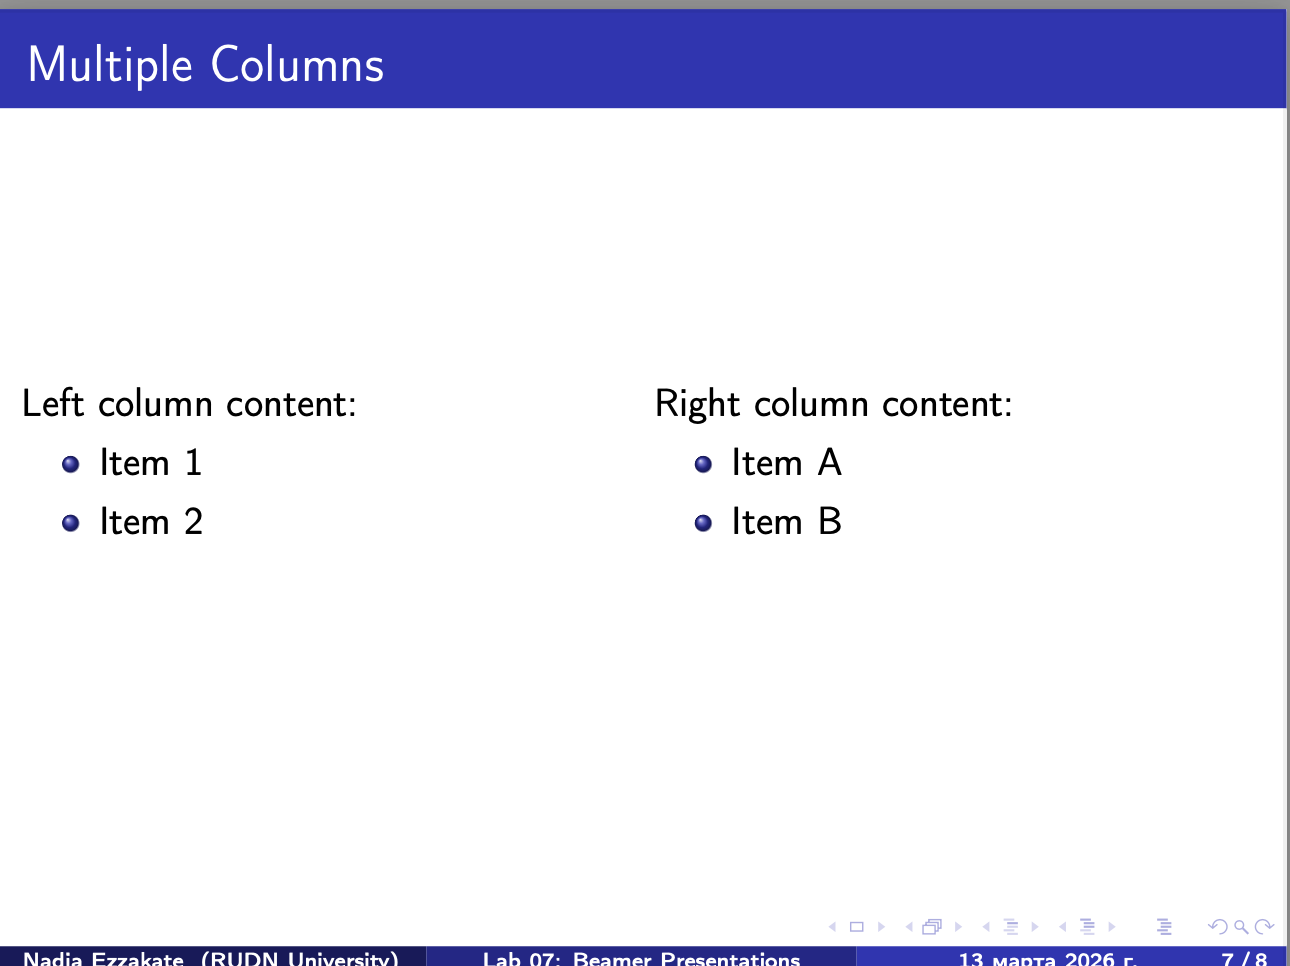 Multiple Columns
Left column content:
Item 1
Item 2
Right column content:
Item A
Item B
Nadia Ezzakate (RUDN University)
Lab 07: Beamer Presentations
13 марта 2026 г.
7 / 8